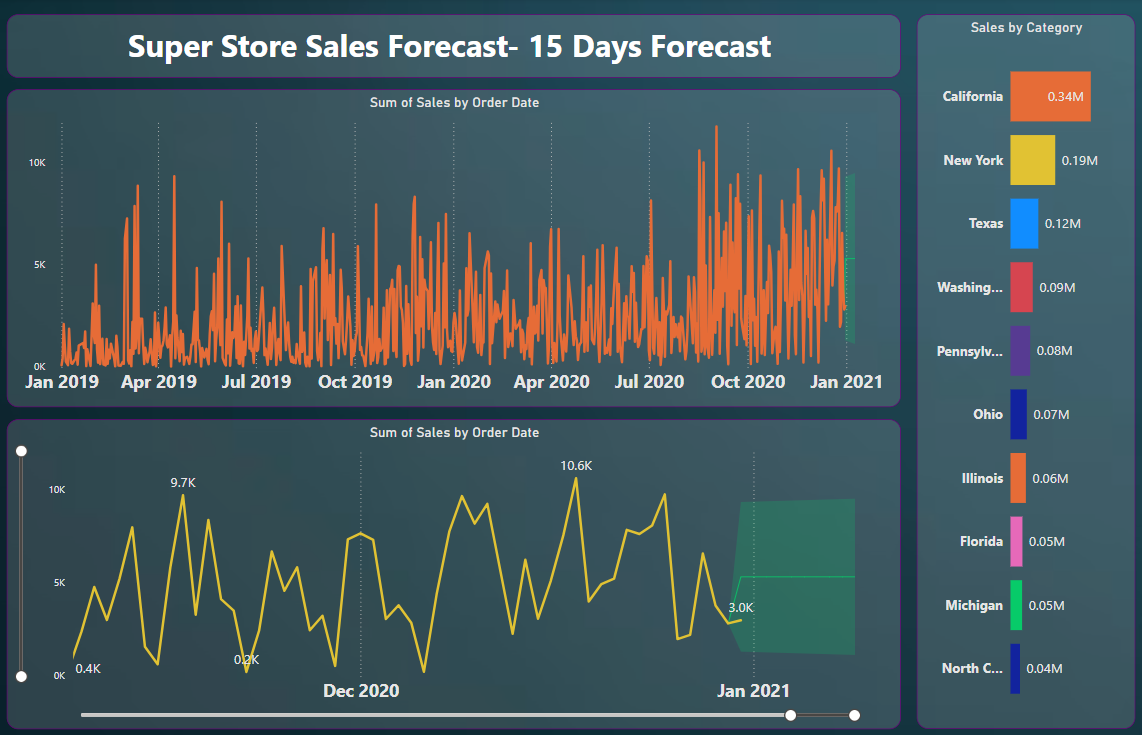 Super Store Sales Forecast- 15 Days Forecast
Sum of Sales by Order Date
10K
5K
0K
Jan 2019 Apr 2019 Jul 2019 Oct 2019 Jan 2020 Apr 2020 Jul 2020 Oct 2020 Jan 2021
Sum of Sales by Order Date
10.6K
9.7K
10K
5K
3.0K
0.2K
0.4K
0K
Dec 2020 Jan 2021
Sales by Category
California 0.34M
New York 0.19M
Texas 0.12M
Washing... 0.09M
Pennsylv... 0.08M
Ohio 0.07M
Illinois 0.06M
Florida 0.05M
Michigan 0.05M
North C... 0.04M